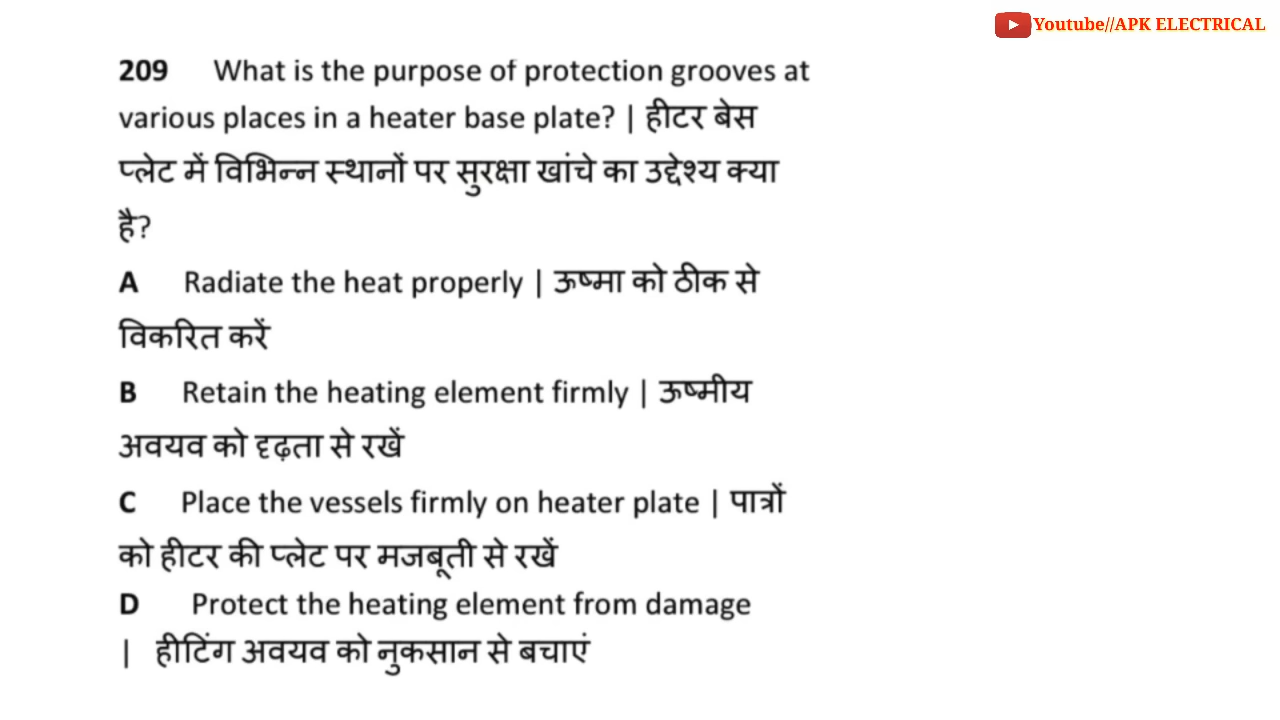 Youtube//APK ELECTRICAL
209 What is the purpose of protection grooves at
various places in a heater base plate? | हीटर बेस
प्लेट में विभिन्न स्थानों पर सुरक्षा खांचे का उद्देश्य क्या
है?
A Radiate the heat properly | ऊष्मा को ठीक से
विकरित करें
B Retain the heating element firmly | ऊष्मीय
अवयव को दृढ़ता से रखें
C Place the vessels firmly on heater plate | पात्रों
को हीटर की प्लेट पर मजबूती से रखें
D Protect the heating element from damage
| हीटिंग अवयव को नुकसान से बचाएं